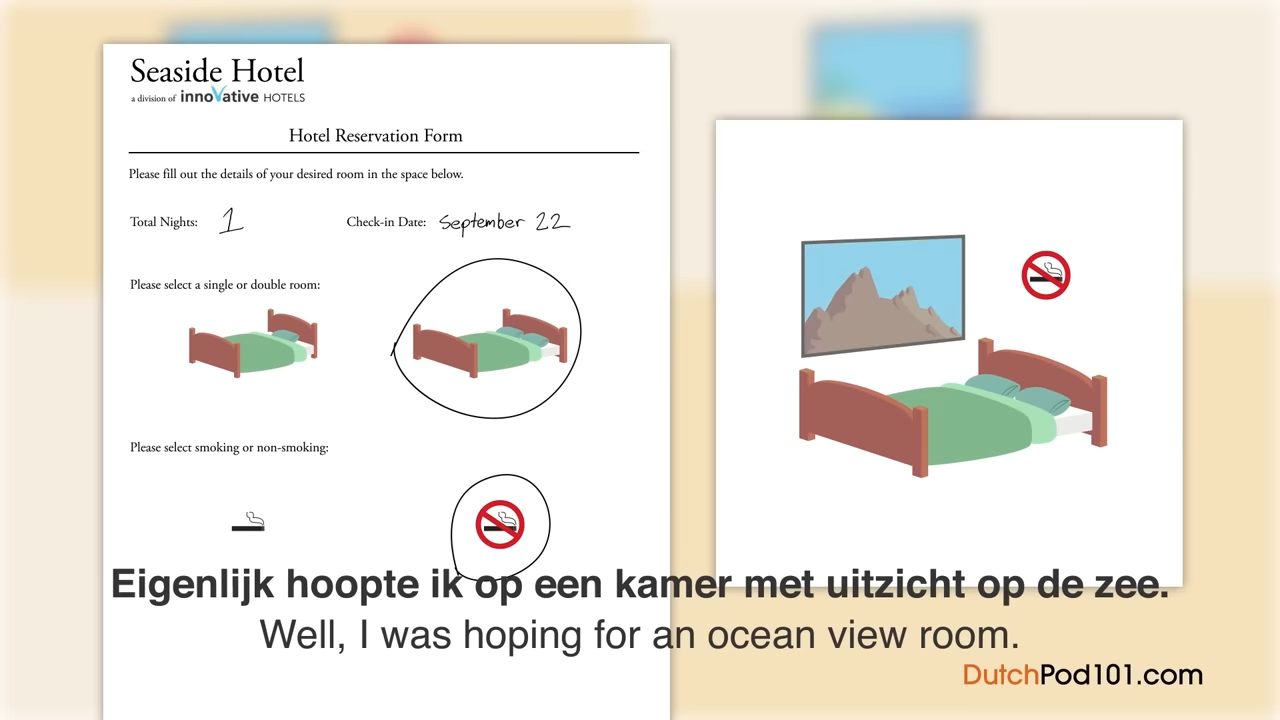 Seaside Hotel
a division of innoVative HOTELS
Hotel Reservation Form
Please fill out the details of your desired room in the space below.
Total Nights: 1 Check-in Date: September 22
Please select a single or double room:
Please select smoking or non-smoking:
Eigenlijk hoopte ik op een kamer met uitzicht op de zee.
Well, I was hoping for an ocean view room.
DutchPod101.com